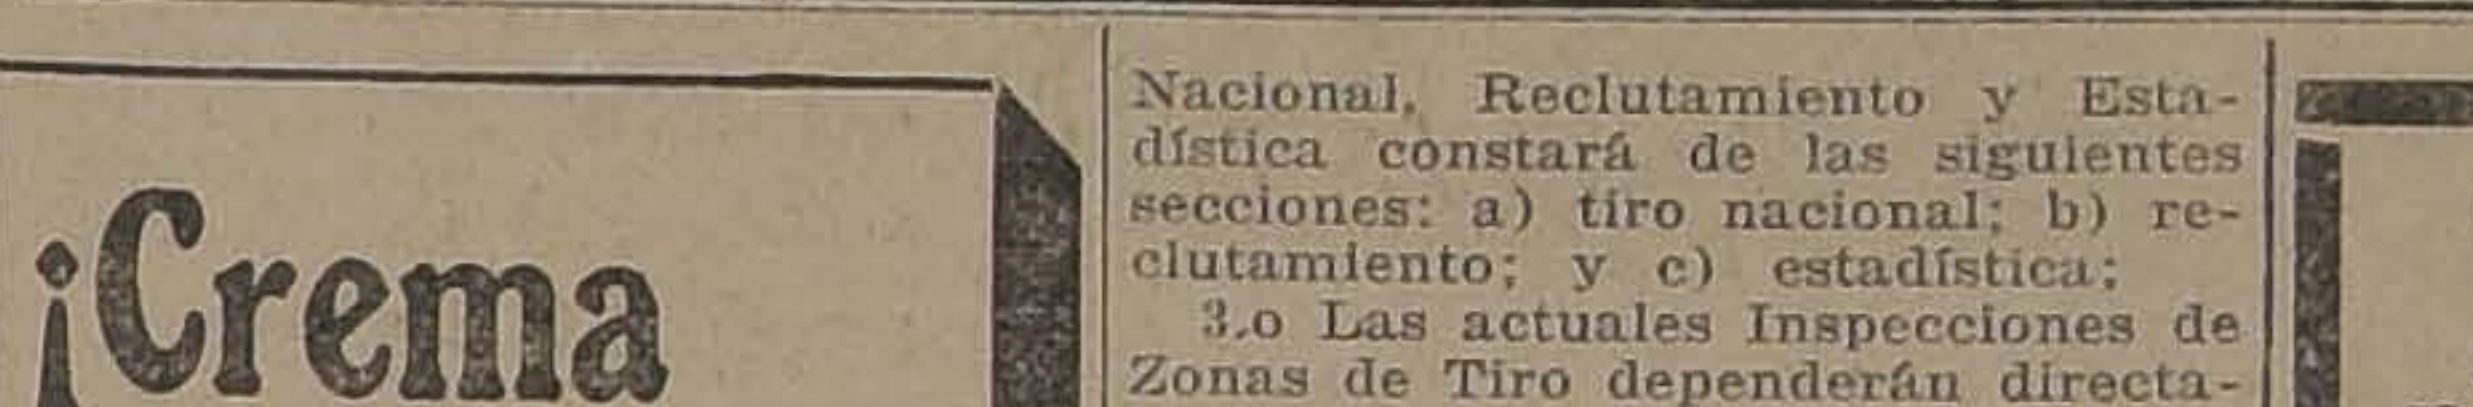 ¡Crema
Nacional, Reclutamiento y Esta-
dística constará de las siguientes
secciones: a) tiro nacional; b) re-
clutamiento; y c) estadística;
3.o Las actuales Inspecciones de
Zonas de Tiro dependerán directa-